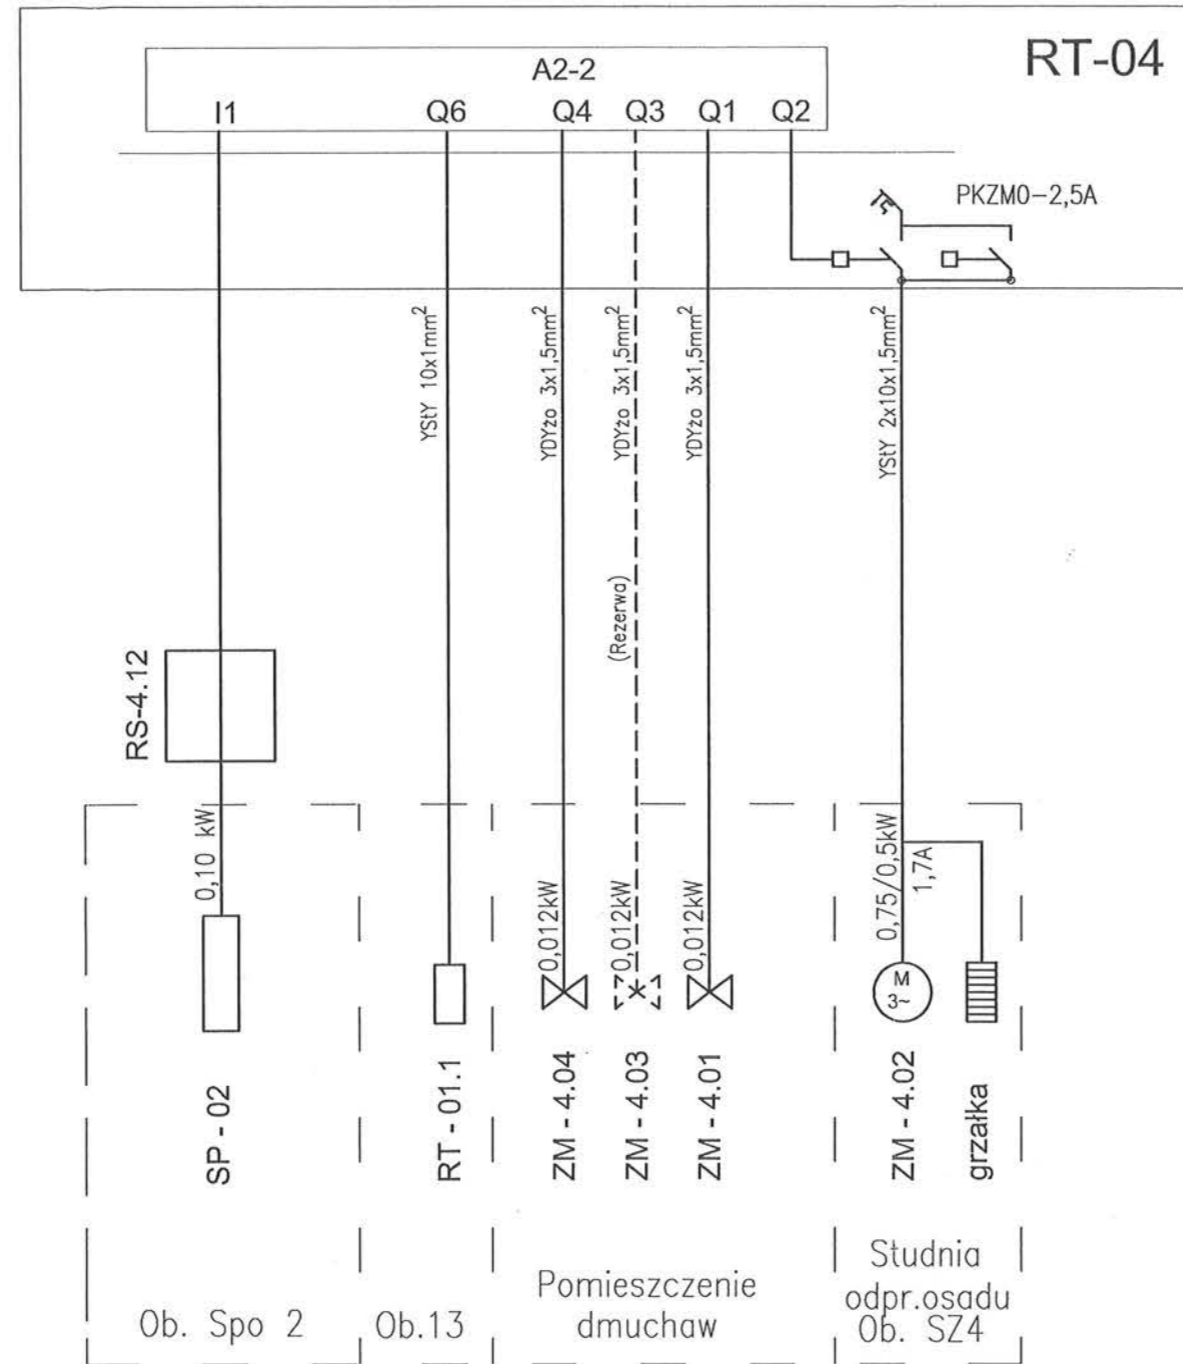 RT-04
A2-2
I1
Q6
Q4
Q3
Q1
Q2
PKZM0-2,5A
YStY 10x1mm²
YDYżo 3x1,5mm²
YDYżo 3x1,5mm²
YDYżo 3x1,5mm²
YStY 2x10x1,5mm²
(Rezerwa)
RS-4.12
0,10 kW
0,012kW
0,012kW
0,012kW
0,75/0,5kW
1,7A
M
3~
SP - 02
RT - 01.1
ZM - 4.04
ZM - 4.03
ZM - 4.01
ZM - 4.02
grzałka
Ob. Spo 2
Ob.13
Pomieszczenie
dmuchaw
Studnia
odpr.osadu
Ob. SZ4